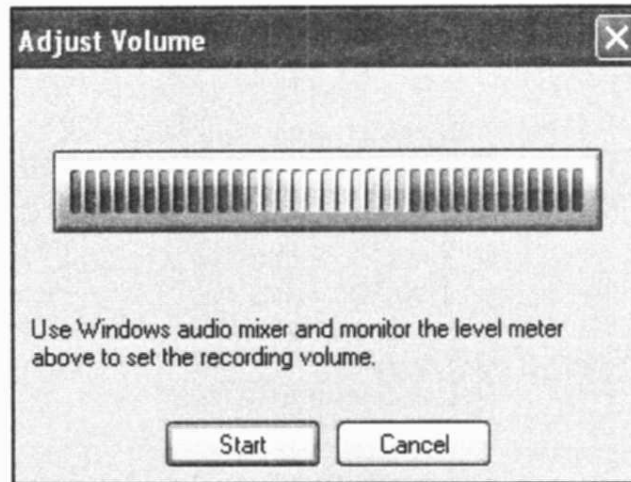 Adjust Volume
Use Windows audio mixer and monitor the level meter
above to set the recording volume.
Start
Cancel